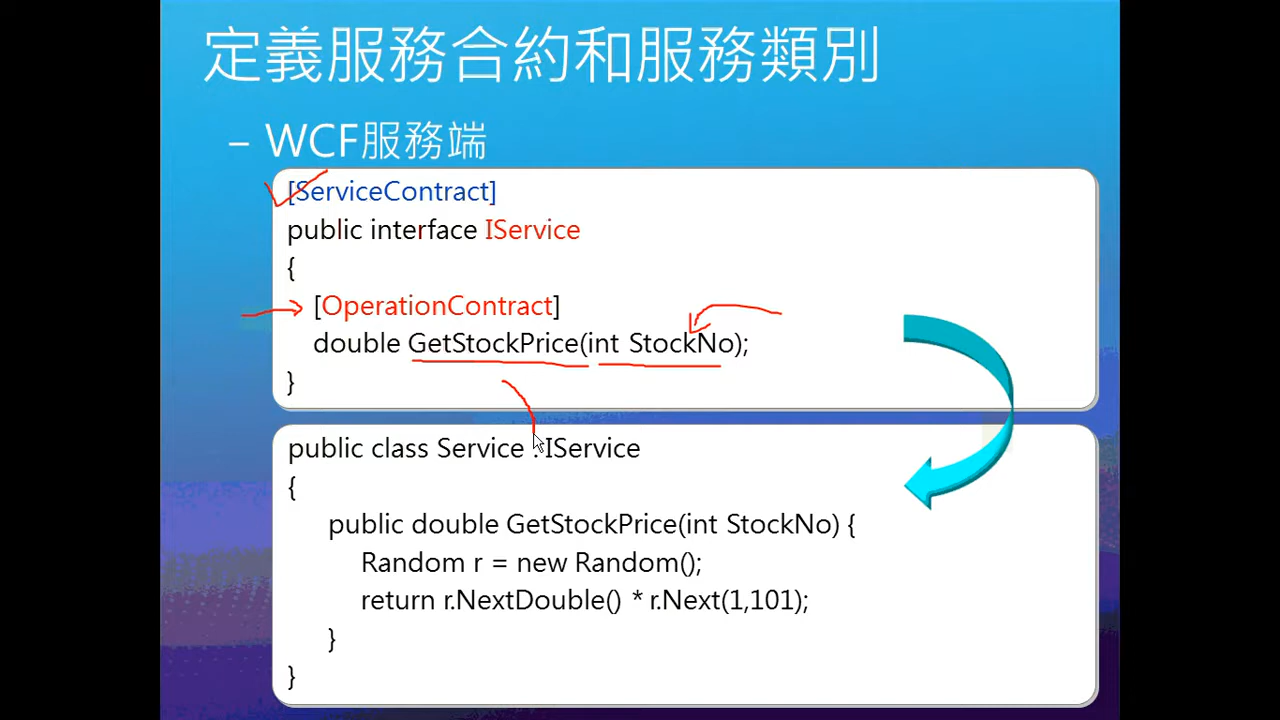 定義服務合約和服務類別
– WCF服務端
[ServiceContract]
public interface IService
{
[OperationContract]
double GetStockPrice(int StockNo);
}
public class Service : IService
{
public double GetStockPrice(int StockNo) {
Random r = new Random();
return r.NextDouble() * r.Next(1,101);
}
}